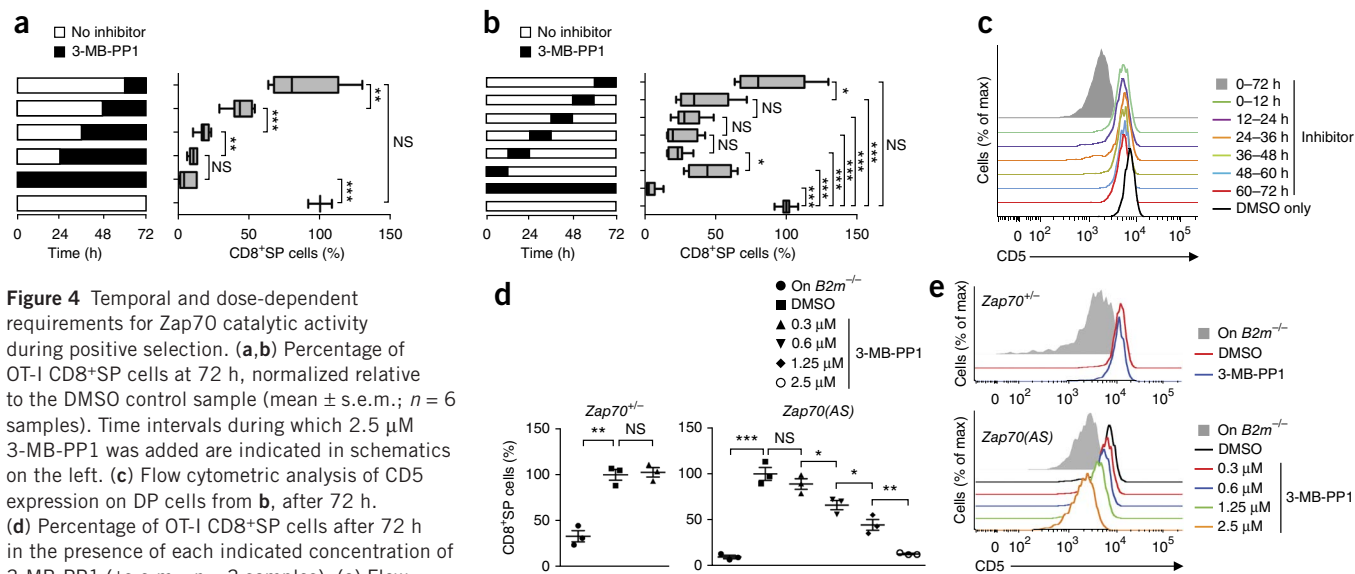 a
No inhibitor
3-MB-PP1
0 24 48 72
Time (h)
** 
***
**
NS
***
NS
0 50 100 150
CD8+SP cells (%)
b
No inhibitor
3-MB-PP1
0 24 48 72
Time (h)
*
NS
NS
NS
*
***
***
***
***
***
***
NS
0 50 100 150
CD8+SP cells (%)
c
Cells (% of max)
0 10² 10³ 10⁴ 10⁵
CD5
0–72 h
0–12 h
12–24 h
24–36 h
36–48 h
48–60 h
60–72 h
Inhibitor
DMSO only
Figure 4 Temporal and dose-dependent
requirements for Zap70 catalytic activity
during positive selection. (a,b) Percentage of
OT-I CD8+SP cells at 72 h, normalized relative
to the DMSO control sample (mean ± s.e.m.; n = 6
samples). Time intervals during which 2.5 µM
3-MB-PP1 was added are indicated in schematics
on the left. (c) Flow cytometric analysis of CD5
expression on DP cells from b, after 72 h.
(d) Percentage of OT-I CD8+SP cells after 72 h
in the presence of each indicated concentration of
d
On B2m–/–
DMSO
0.3 µM
0.6 µM
1.25 µM
2.5 µM
3-MB-PP1
Zap70+/–
** NS
CD8+SP cells (%)
150
100
50
0
Zap70(AS)
*** NS * * **
150
100
50
0
e
Zap70+/–
Cells (% of max)
0 10² 10³ 10⁴ 10⁵
On B2m–/–
DMSO
3-MB-PP1
Zap70(AS)
Cells (% of max)
0 10² 10³ 10⁴ 10⁵
CD5
On B2m–/–
DMSO
0.3 µM
0.6 µM
1.25 µM
2.5 µM
3-MB-PP1